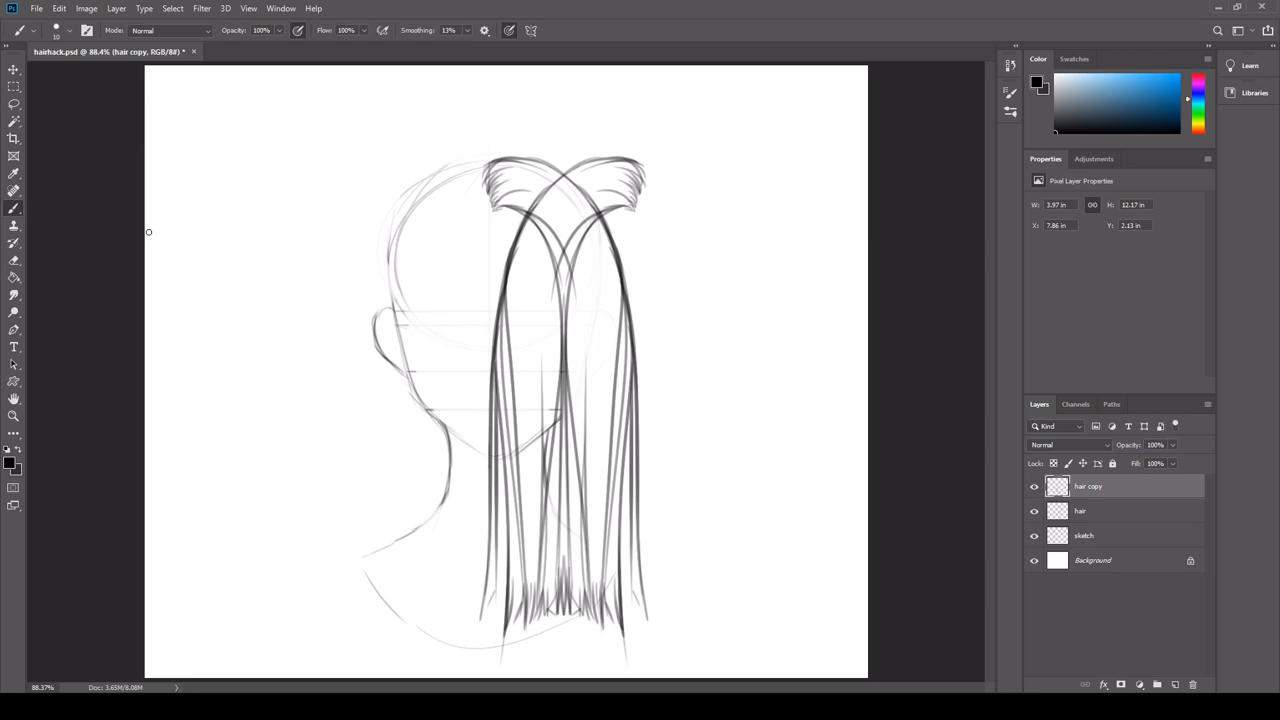 Ps File Edit Image Layer Type Select Filter 3D View Window Help
10 Mode: Normal Opacity: 100% Flow: 100% Smoothing: 13%
hairhack.psd @ 88.4% (hair copy, RGB/8#) * ×
Color Swatches
Learn
Libraries
Properties Adjustments
Pixel Layer Properties
W: 3.97 in H: 12.17 in
X: 7.86 in Y: 2.13 in
Layers Channels Paths
Kind
Normal Opacity: 100%
Lock: Fill: 100%
hair copy
hair
sketch
Background
88.37% Doc: 3.65M/8.08M